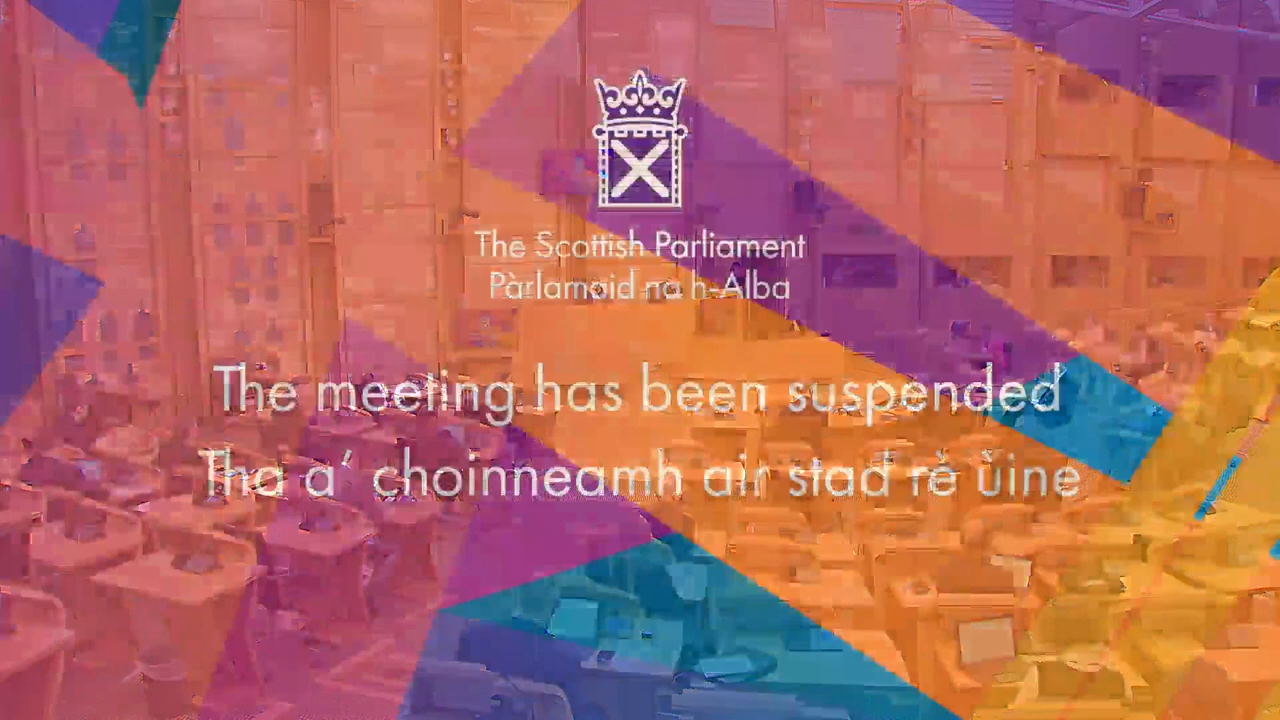 The Scottish Parliament
Pàrlamaid na h-Alba
The meeting has been suspended
Tha a’ choinneamh air stad rè ùine